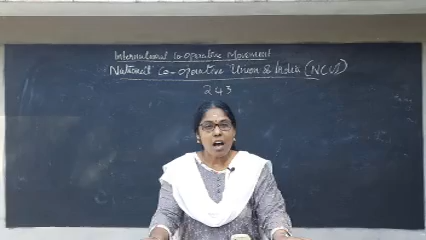 International Co-operative Movement
National Co-operative Union of India (NCUI)
243